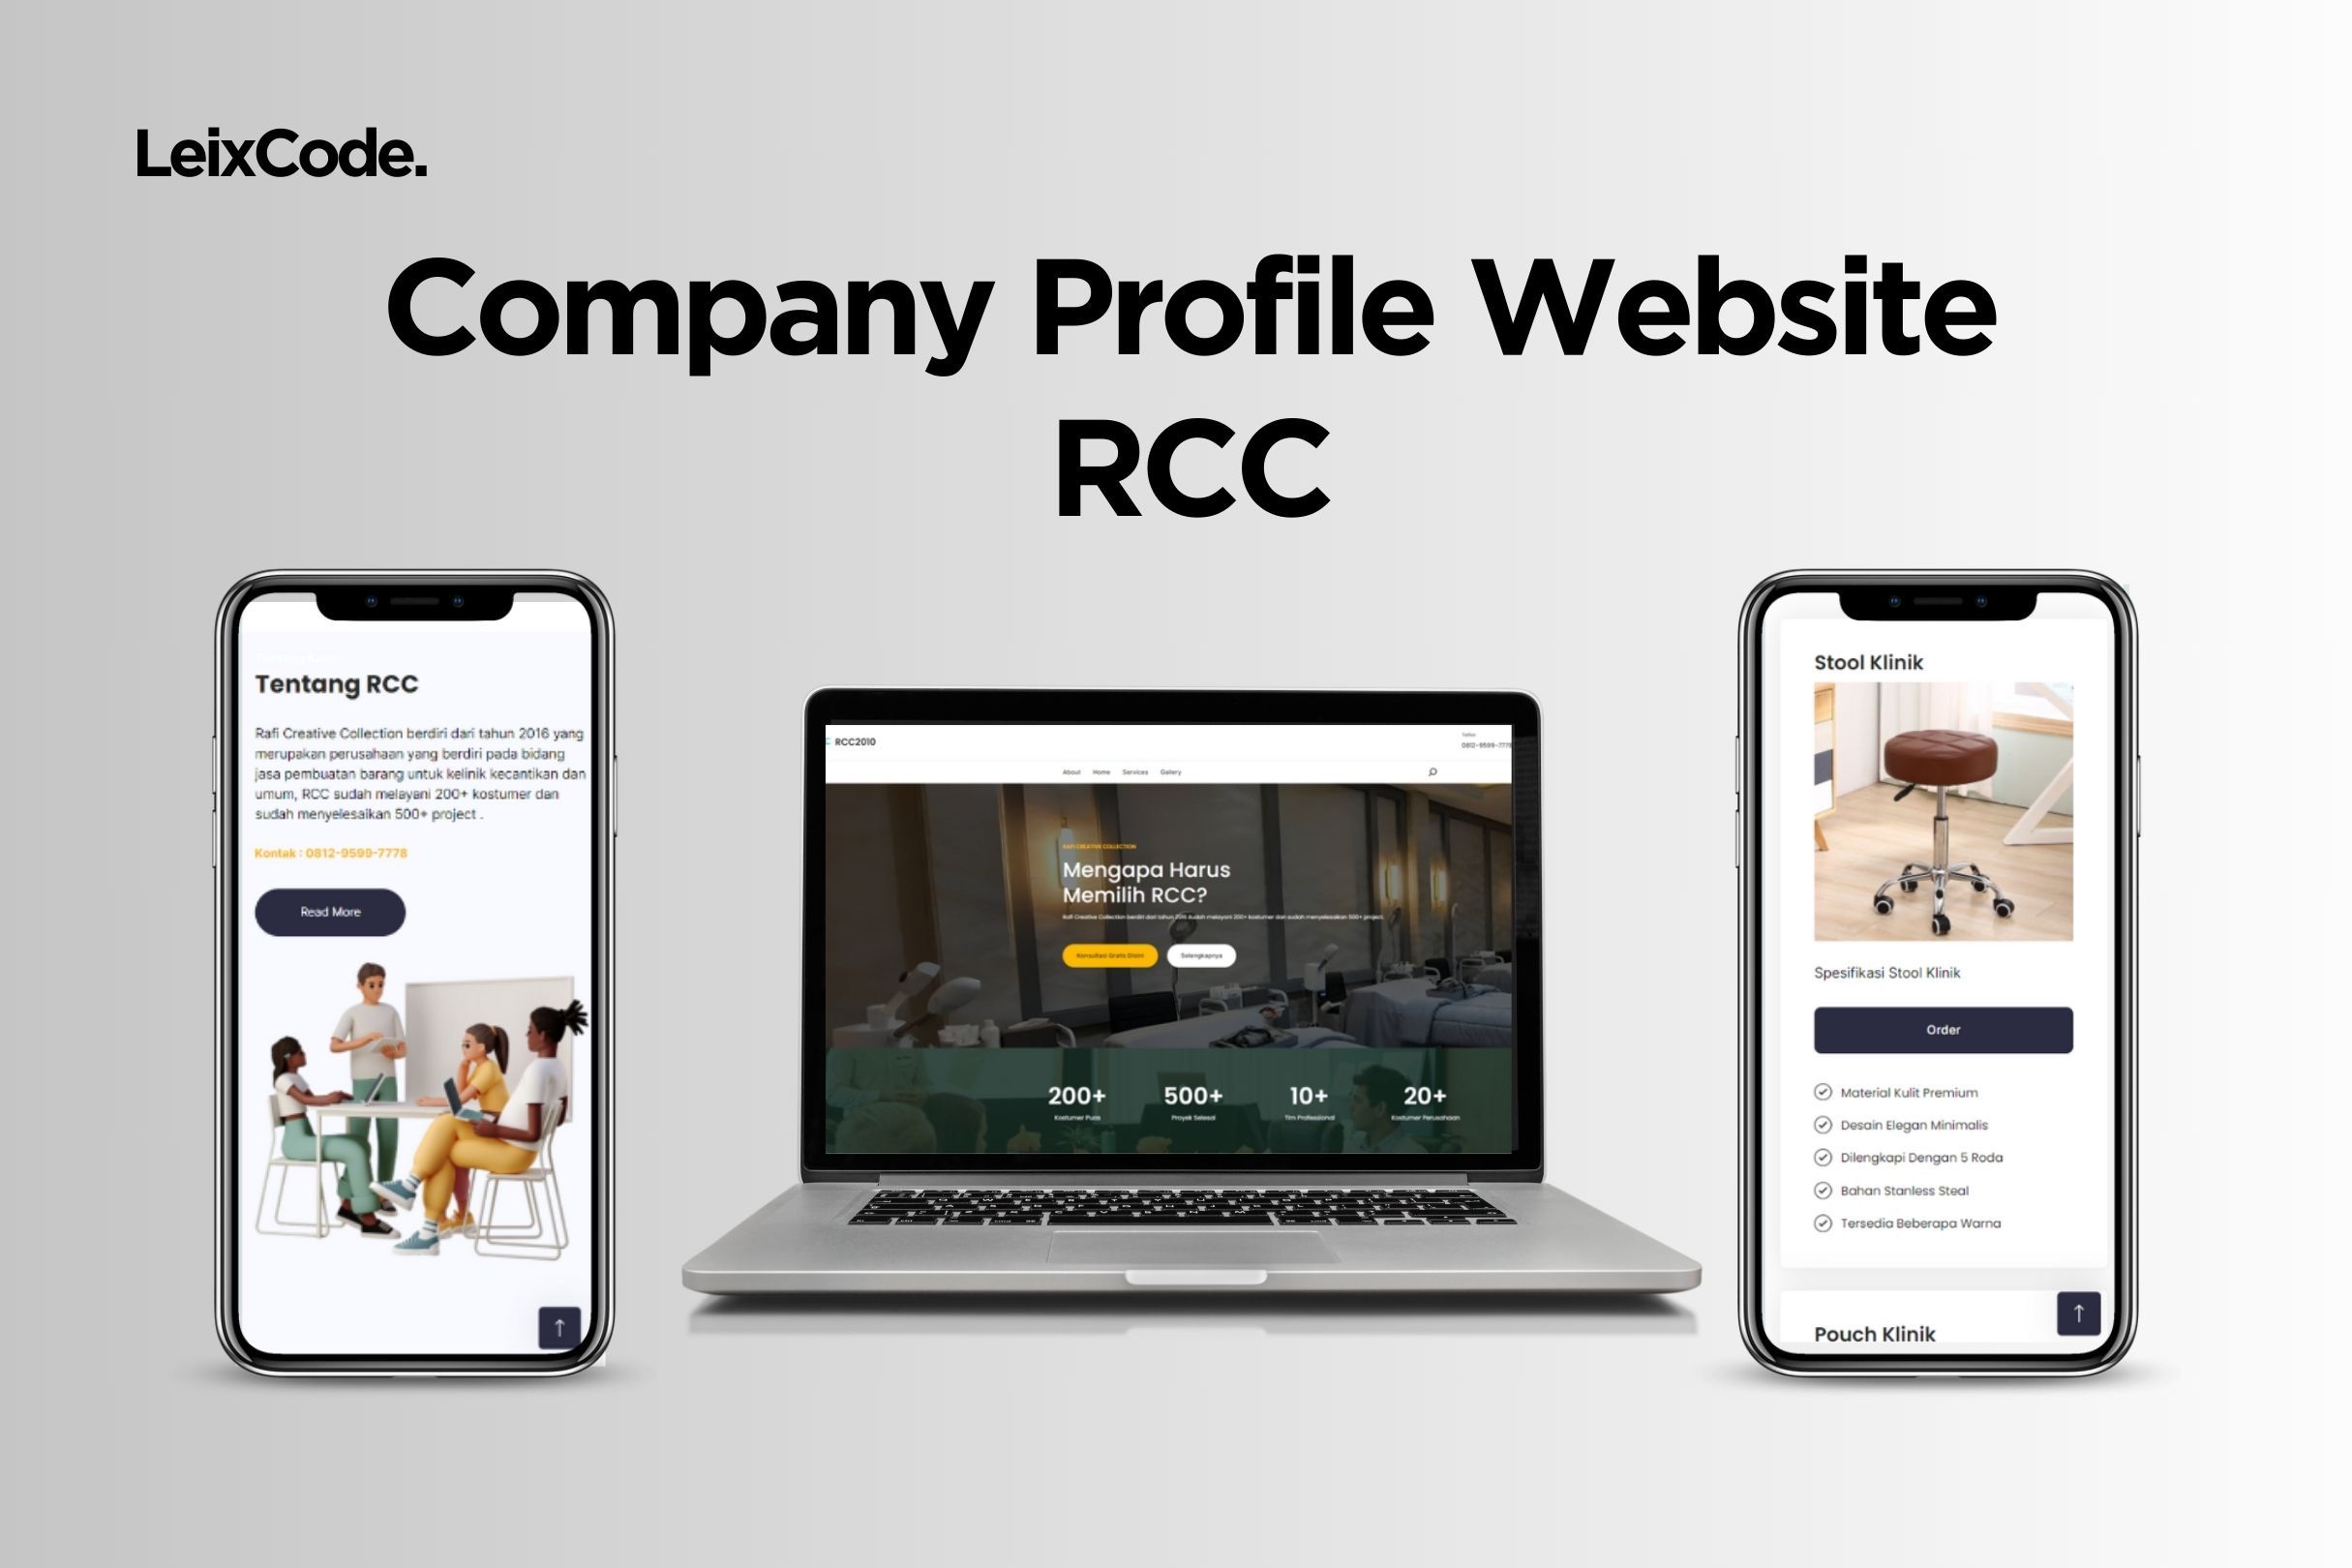 LeixCode.
Company Profile Website
RCC
Tentang RCC
Rafi Creative Collection berdiri dari tahun 2016 yang
merupakan perusahaan yang berdiri pada bidang
jasa pembuatan barang untuk kelinik kecantikan dan
umum, RCC sudah melayani 200+ kostumer dan
sudah menyelesaikan 500+ project .
Kontak : 0812-9599-7778
Read More
RCC2010
Telfon
0812-9599-7778
About Home Services Gallery
RAFI CREATIVE COLLECTION
Mengapa Harus
Memilih RCC?
Rafi Creative Collection berdiri dari tahun 2016 sudah melayani 200+ kostumer dan sudah menyelesaikan 500+ project.
Konsultasi Gratis Disini Selengkapnya
200+ 500+ 10+ 20+
Kostumer Puas Proyek Selesai Tim Professional Kostumer Perusahaan
Stool Klinik
Spesifikasi Stool Klinik
Order
Material Kulit Premium
Desain Elegan Minimalis
Dilengkapi Dengan 5 Roda
Bahan Stanless Steal
Tersedia Beberapa Warna
Pouch Klinik